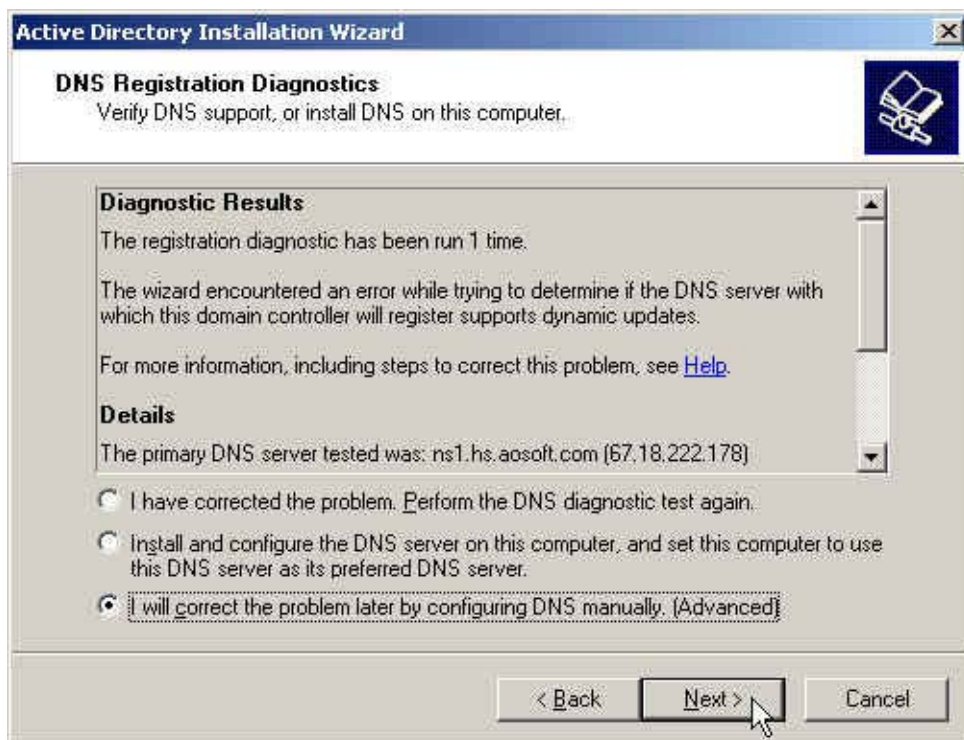 Active Directory Installation Wizard
DNS Registration Diagnostics
Verify DNS support, or install DNS on this computer.
Diagnostic Results
The registration diagnostic has been run 1 time.
The wizard encountered an error while trying to determine if the DNS server with
which this domain controller will register supports dynamic updates.
For more information, including steps to correct this problem, see Help.
Details
The primary DNS server tested was: ns1.hs.aosoft.com (67.18.222.178)
I have corrected the problem. Perform the DNS diagnostic test again.
Install and configure the DNS server on this computer, and set this computer to use
this DNS server as its preferred DNS server.
I will correct the problem later by configuring DNS manually. (Advanced)
< Back
Next >
Cancel